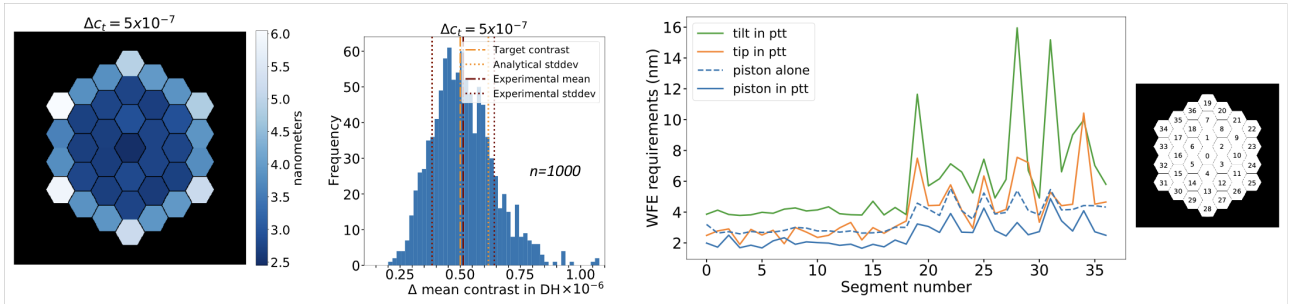 Δc_t = 5x10^-7
6.0
5.5
5.0
4.5
4.0
3.5
3.0
2.5
nanometers
Δc_t = 5x10^-7
Target contrast
Analytical stddev
Experimental mean
Experimental stddev
n=1000
Frequency
60
50
40
30
20
10
0
0.25 0.50 0.75 1.00
Δ mean contrast in DH×10^-6
tilt in ptt
tip in ptt
piston alone
piston in ptt
WFE requirements (nm)
16
14
12
10
8
6
4
2
0 5 10 15 20 25 30 35
Segment number
19
36 20
35 7 21
34 18 8 22
17 1 9
33 6 2 23
16 0 10
32 5 3 24
15 4 11
31 14 12 25
30 13 26
29 27
28